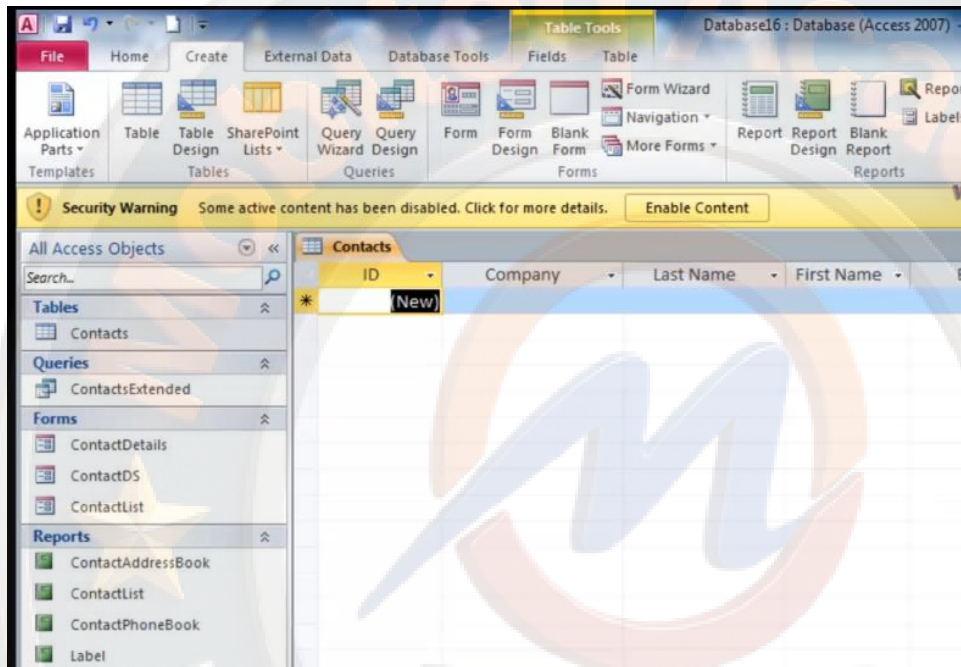 Table Tools
Database16 : Database (Access 2007) -
File Home Create External Data Database Tools Fields Table
Application Parts
Table
Table Design
SharePoint Lists
Query Wizard
Query Design
Form
Form Design
Blank Form
Form Wizard
Navigation
More Forms
Report
Report Design
Blank Report
Labels
Templates Tables Queries Forms Reports
Security Warning Some active content has been disabled. Click for more details. Enable Content
All Access Objects
Search...
Contacts
ID Company Last Name First Name
(New)
Tables
Contacts
Queries
ContactsExtended
Forms
ContactDetails
ContactDS
ContactList
Reports
ContactAddressBook
ContactList
ContactPhoneBook
Label